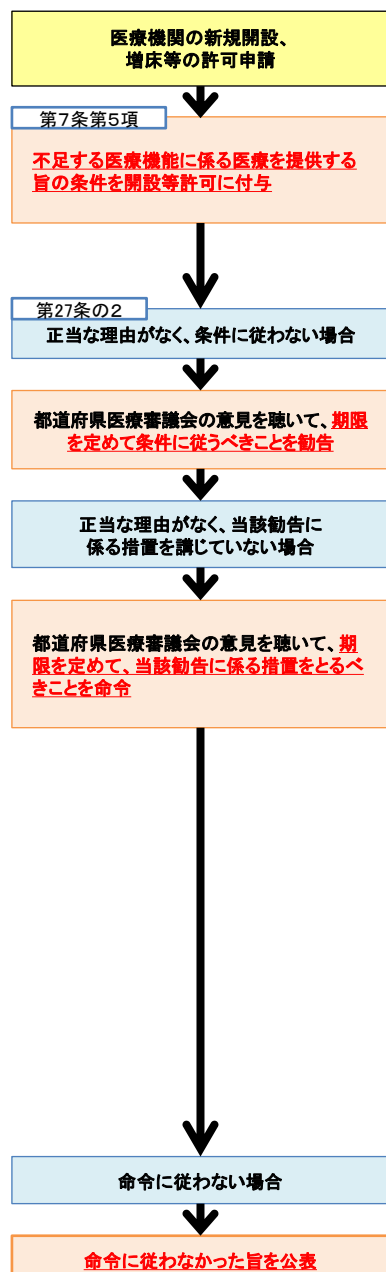 医療機関の新規開設、
増床等の許可申請
第7条第5項
不足する医療機能に係る医療を提供する
旨の条件を開設等許可に付与
第27条の2
正当な理由がなく、条件に従わない場合
都道府県医療審議会の意見を聴いて、期限
を定めて条件に従うべきことを勧告
正当な理由がなく、当該勧告に
係る措置を講じていない場合
都道府県医療審議会の意見を聴いて、期
限を定めて、当該勧告に係る措置をとるべ
きことを命令
命令に従わない場合
命令に従わなかった旨を公表